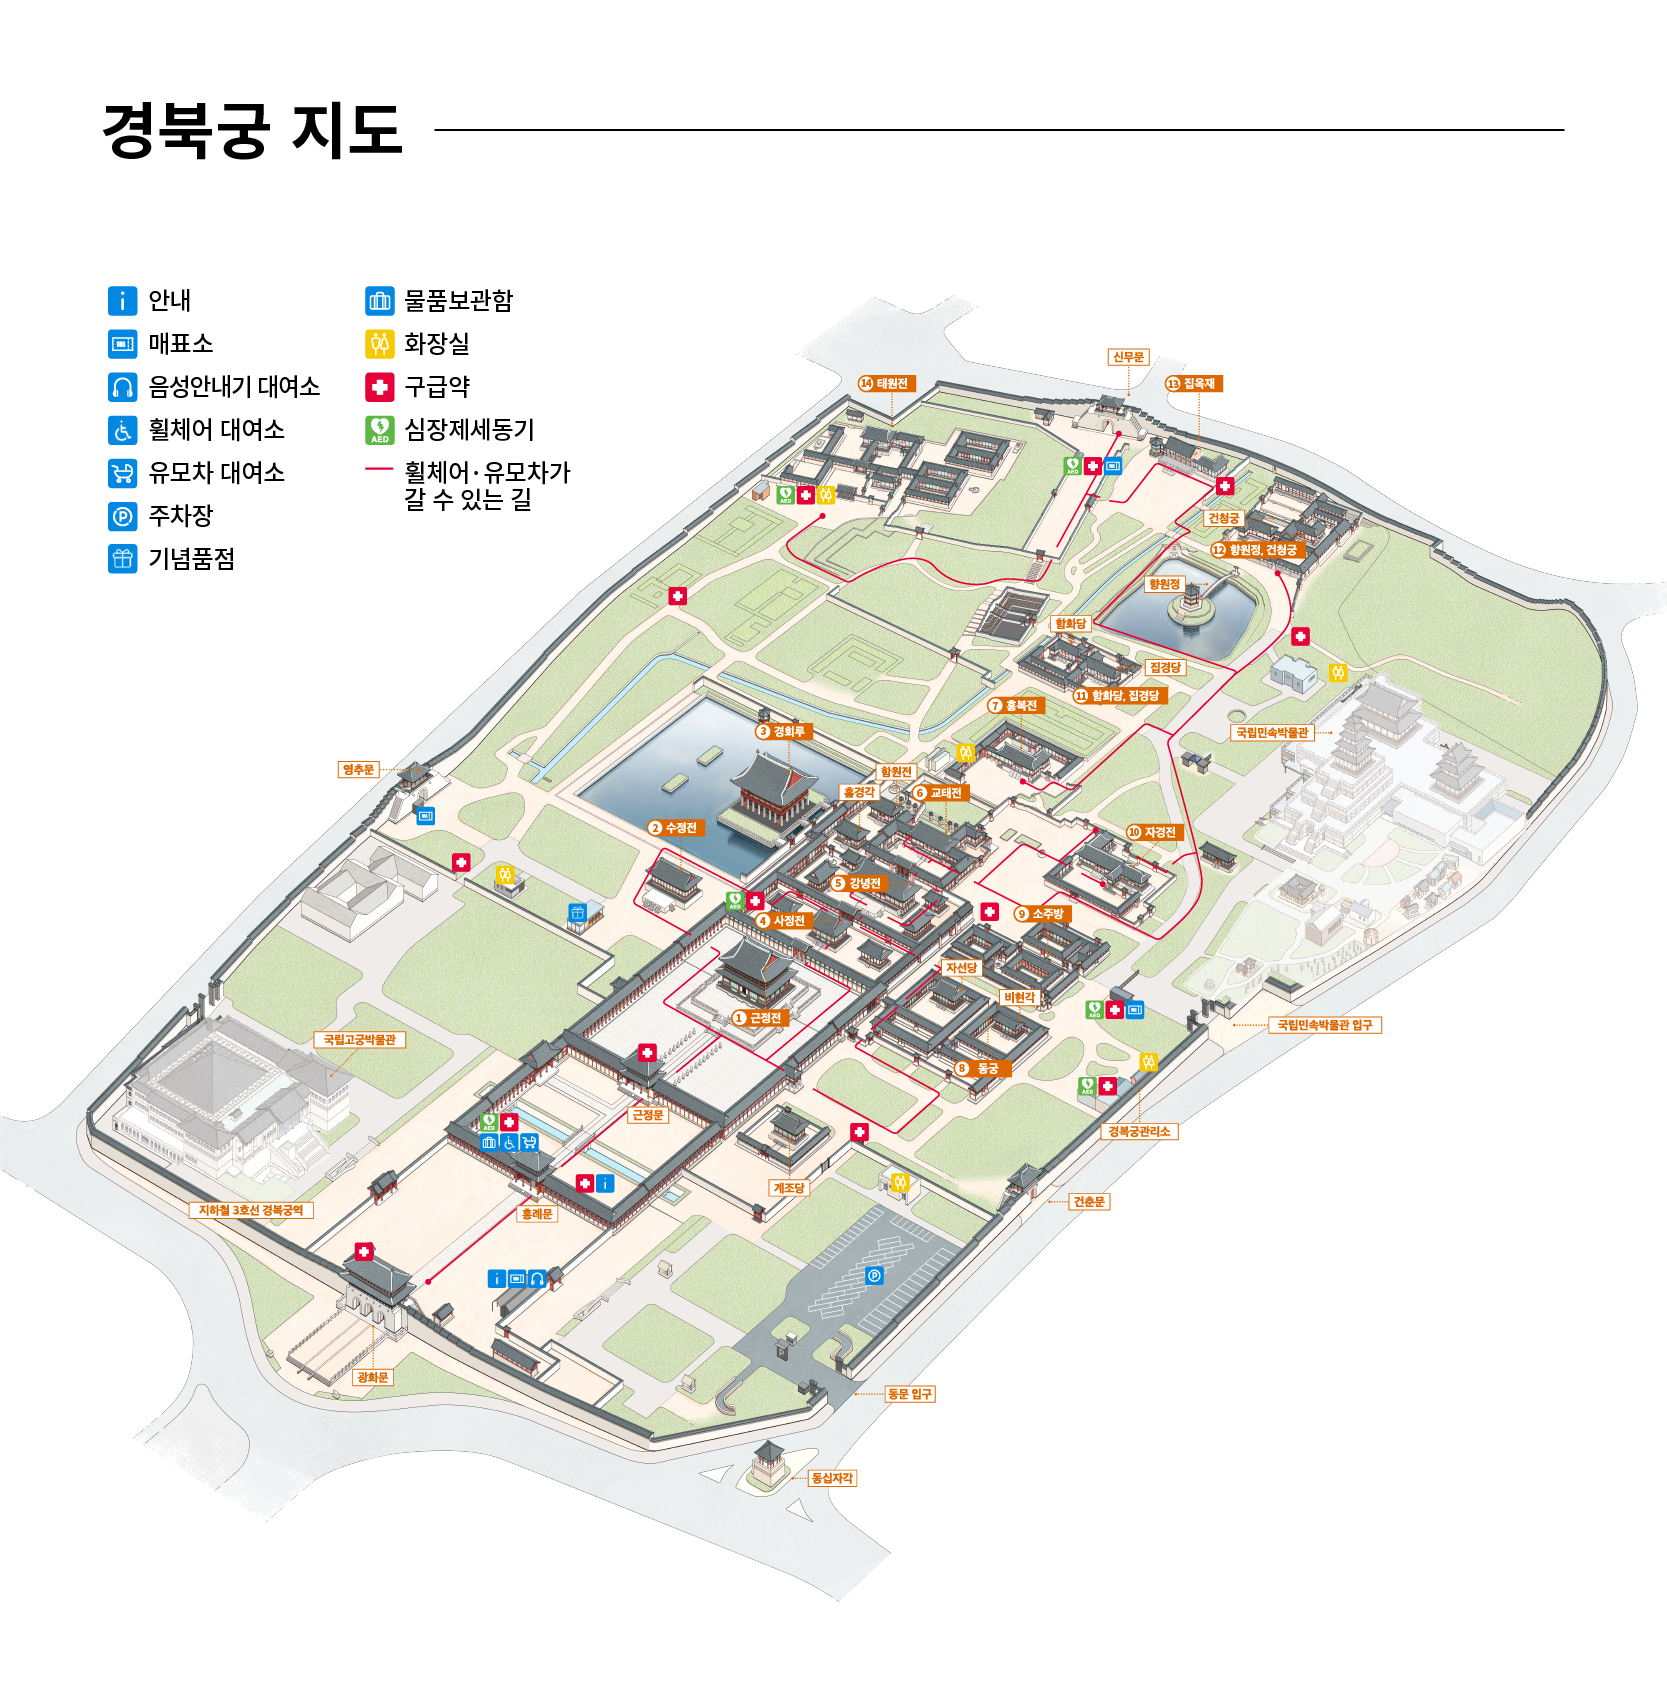 경복궁 지도
안내
매표소
음성안내기 대여소
휠체어 대여소
유모차 대여소
주차장
기념품점
물품보관함
화장실
구급약
AED 심장제세동기
휠체어·유모차가
갈 수 있는 길
신무문
14 태원전
13 집옥재
AED
AED
건청궁
12 향원정, 건청궁
향원정
함화당
집경당
11 함화당, 집경당
7 흥복전
국립민속박물관
3 경회루
영추문
함원전
흠경각
6 교태전
2 수정전
10 자경전
5 강녕전
AED
4 사정전
9 소주방
자선당
비현각
AED
1 근정전
국립민속박물관 입구
국립고궁박물관
8 동궁
AED
근정문
AED
경복궁관리소
계조당
건춘문
지하철 3호선 경복궁역
흥례문
광화문
동문 입구
동십자각